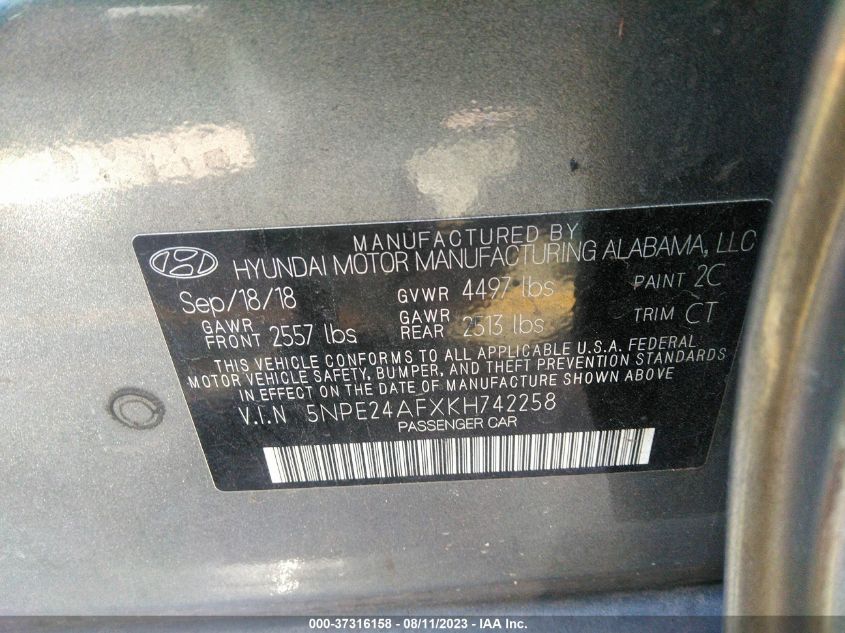 MANUFACTURED BY
HYUNDAI MOTOR MANUFACTURING ALABAMA, LLC
Sep/18/18 GVWR 4497 lbs PAINT 2C
GAWR FRONT 2557 lbs GAWR REAR 2513 lbs TRIM CT
THIS VEHICLE CONFORMS TO ALL APPLICABLE U.S.A. FEDERAL
MOTOR VEHICLE SAFETY, BUMPER, AND THEFT PREVENTION STANDARDS
IN EFFECT ON THE DATE OF MANUFACTURE SHOWN ABOVE
V.I.N 5NPE24AFXKH742258
PASSENGER CAR
000-37316158 - 08/11/2023 - IAA Inc.